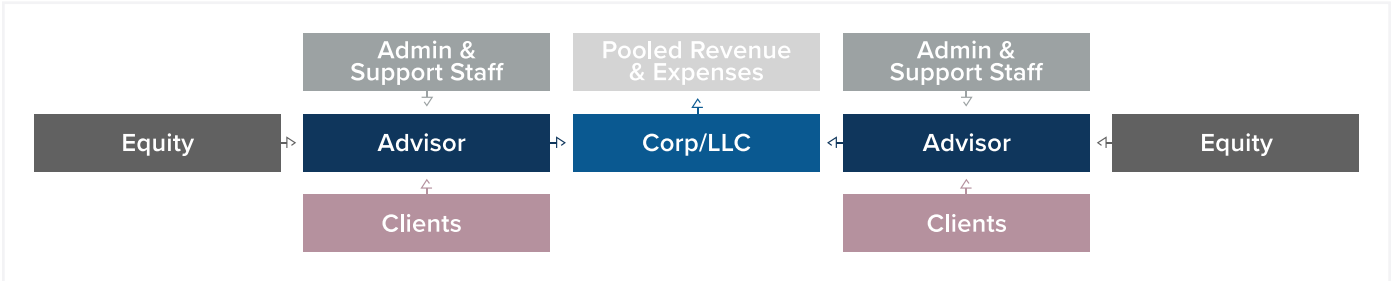 Admin &
Support Staff
Pooled Revenue
& Expenses
Admin &
Support Staff
Equity
Advisor
Corp/LLC
Advisor
Equity
Clients
Clients